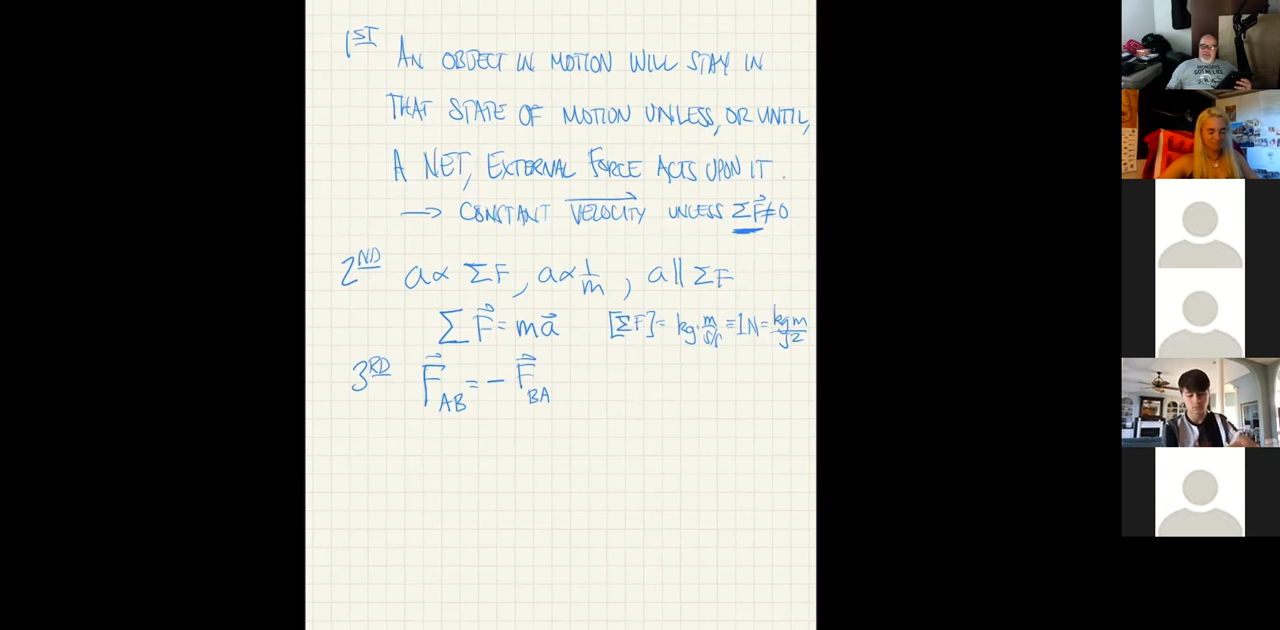 1ST AN OBJECT IN MOTION WILL STAY IN
THAT STATE OF MOTION UNLESS, OR UNTIL,
A NET, EXTERNAL FORCE ACTS UPON IT.
→ CONSTANT VELOCITY UNLESS ΣF⃗≠0
2ND a∝ ΣF, a∝ 1/m, a∥ΣF
ΣF⃗=ma⃗ [ΣF]= kg·m/s² ≡1N= kg m/s²
3RD F⃗AB = - F⃗BA